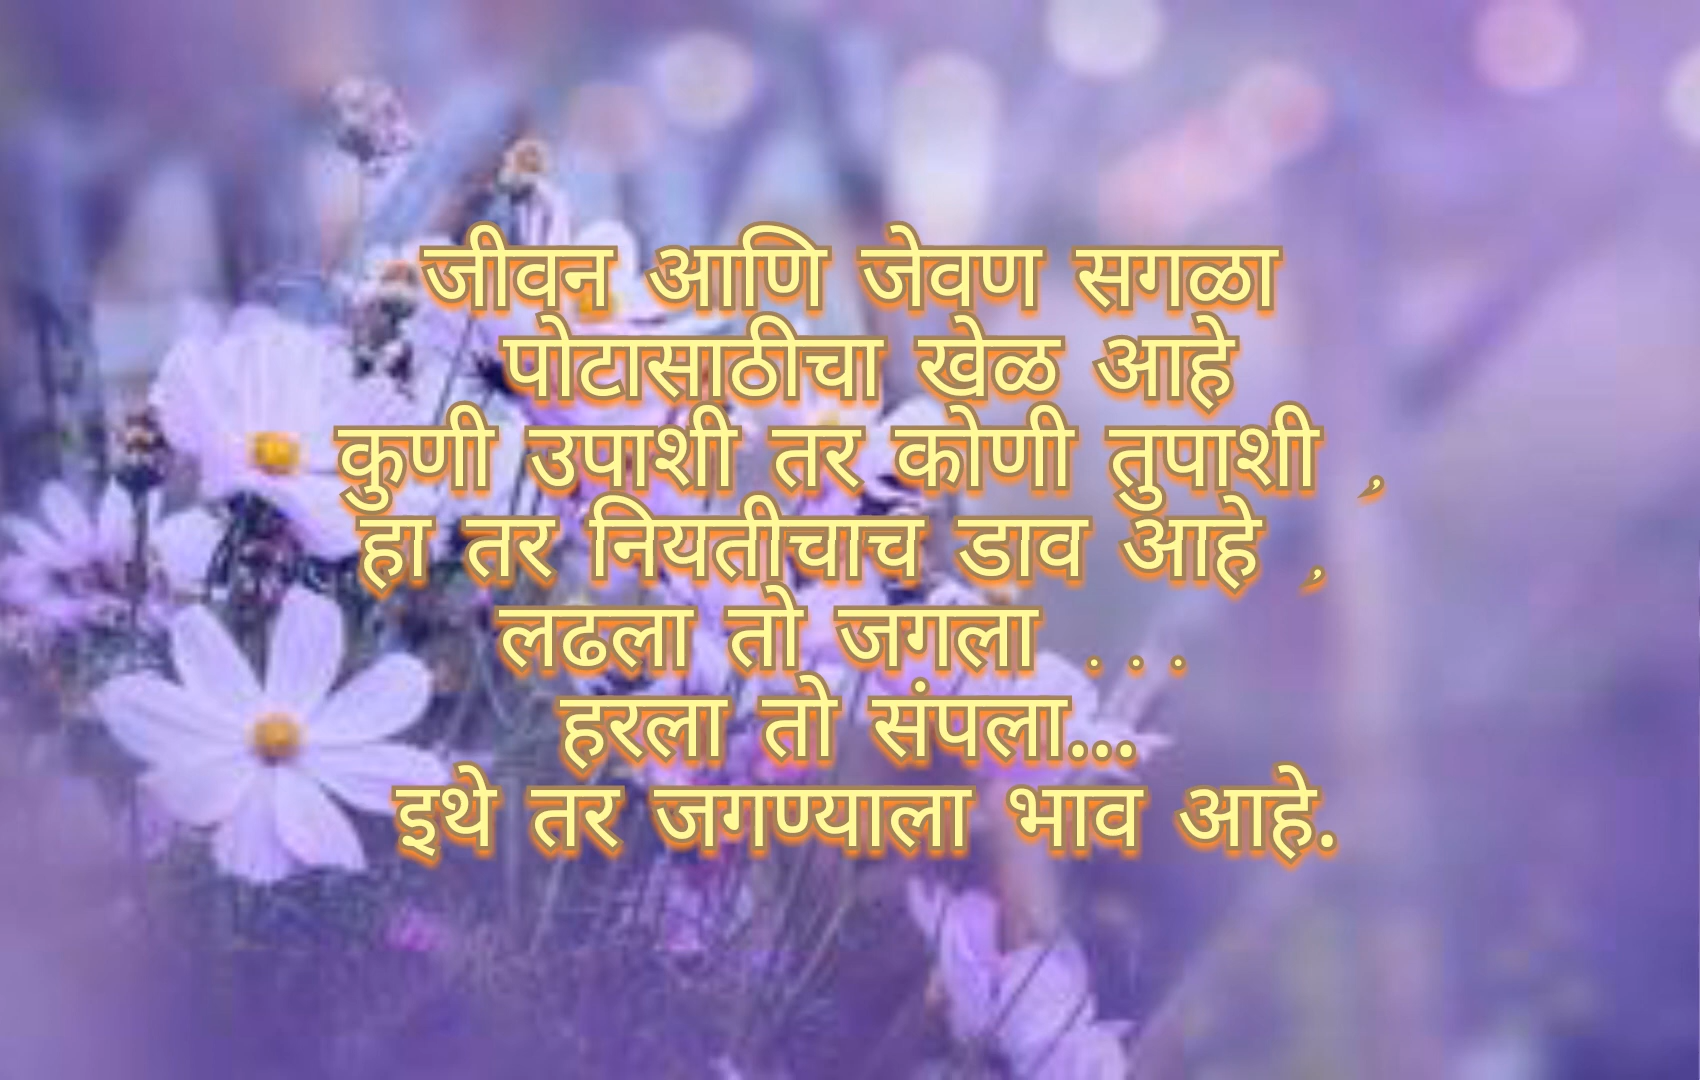 जीवन आणि जेवण सगळा
पोटासाठीचा खेळ आहे
कुणी उपाशी तर कोणी तुपाशी ,
हा तर नियतीचाच डाव आहे ,
लढला तो जगला . . .
हरला तो संपला...
इथे तर जगण्याला भाव आहे.